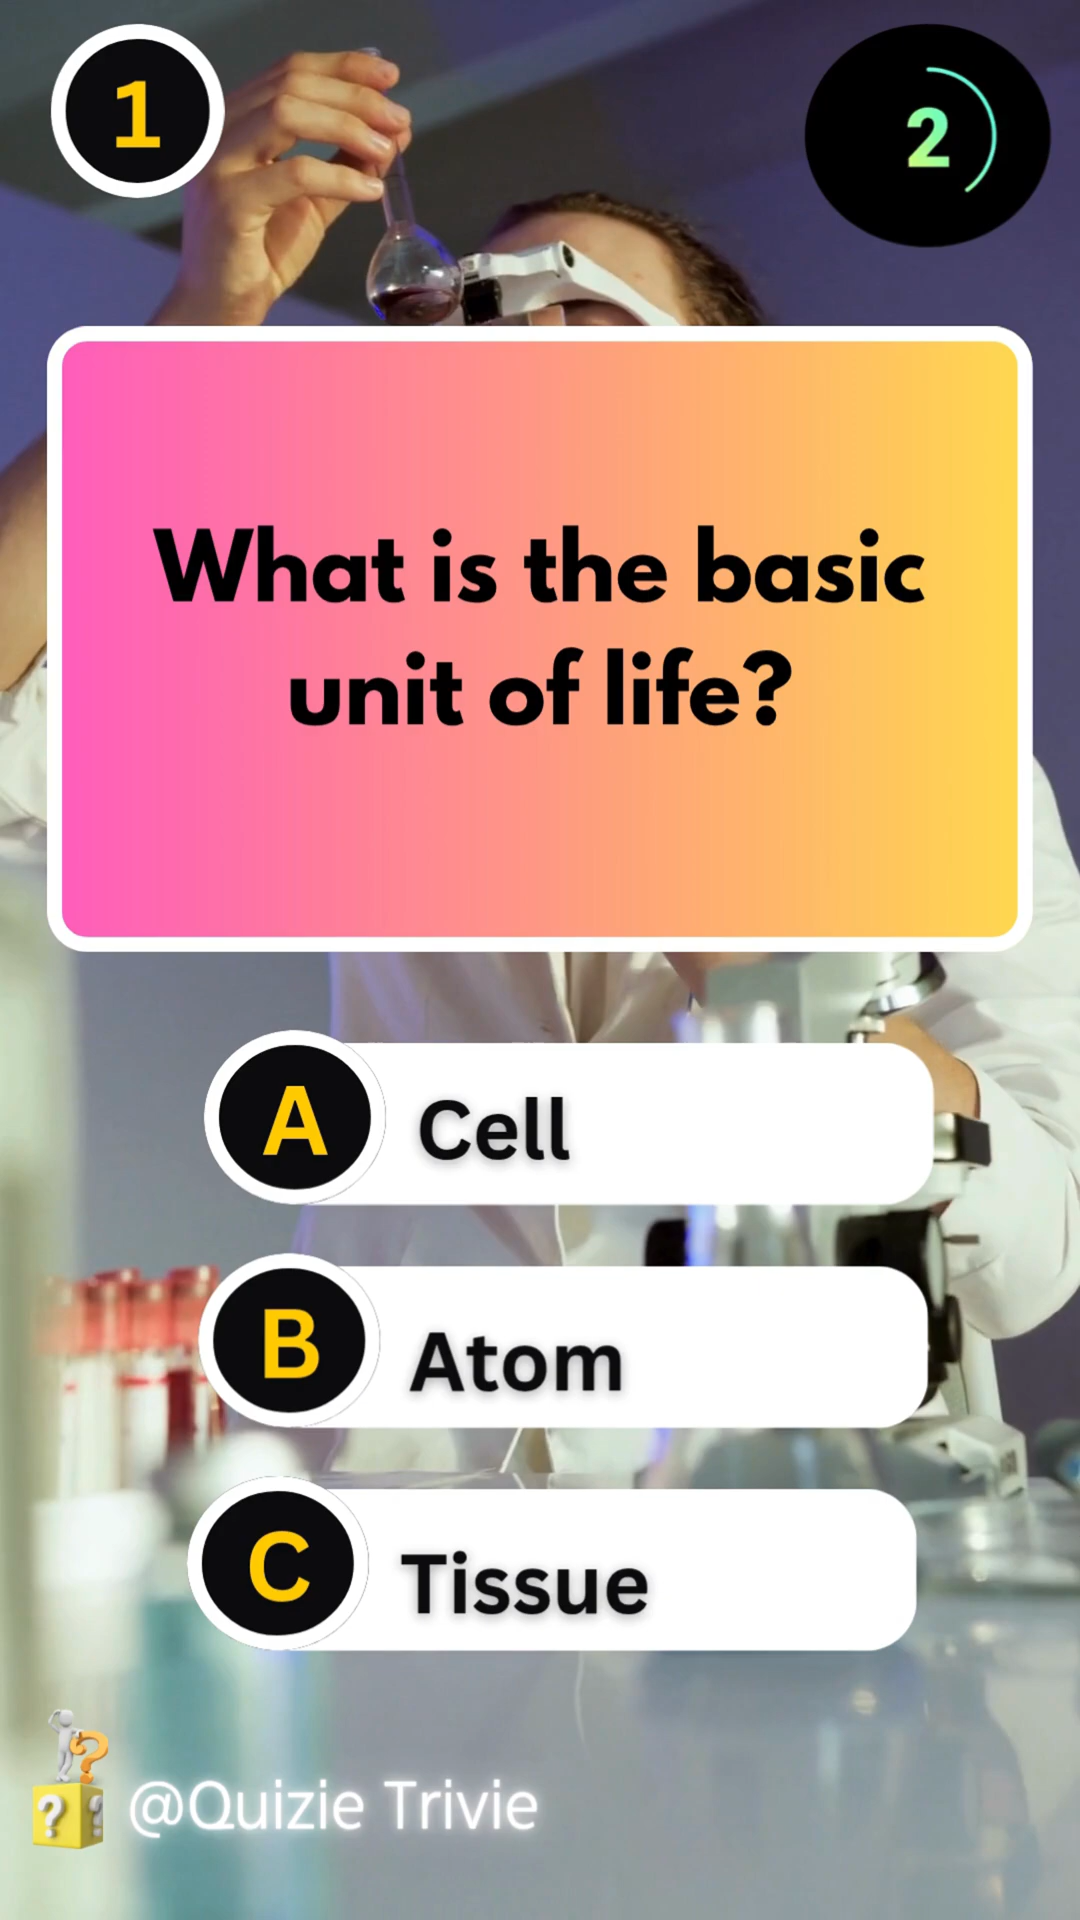 1
2
What is the basic
unit of life?
A Cell
B Atom
C Tissue
@Quizie Trivie